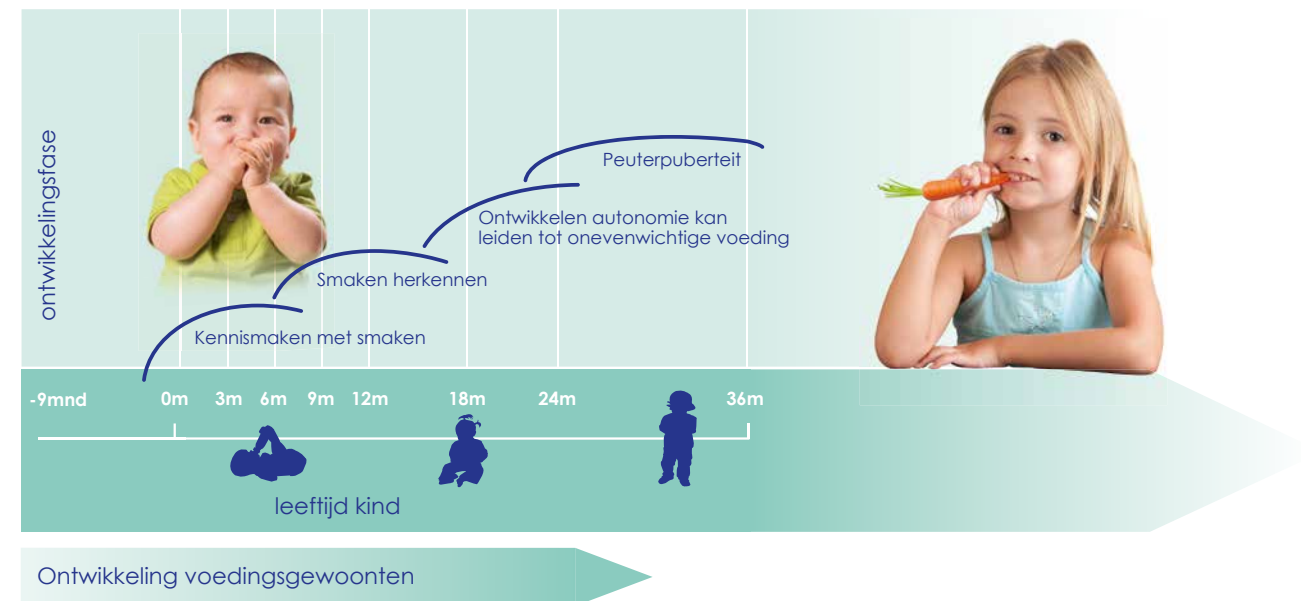 ontwikkelingsfase
Peuterpuberteit
Ontwikkelen autonomie kan
leiden tot onevenwichtige voeding
Smaken herkennen
Kennismaken met smaken
-9mnd 0m 3m 6m 9m 12m 18m 24m 36m
leeftijd kind
Ontwikkeling voedingsgewoonten